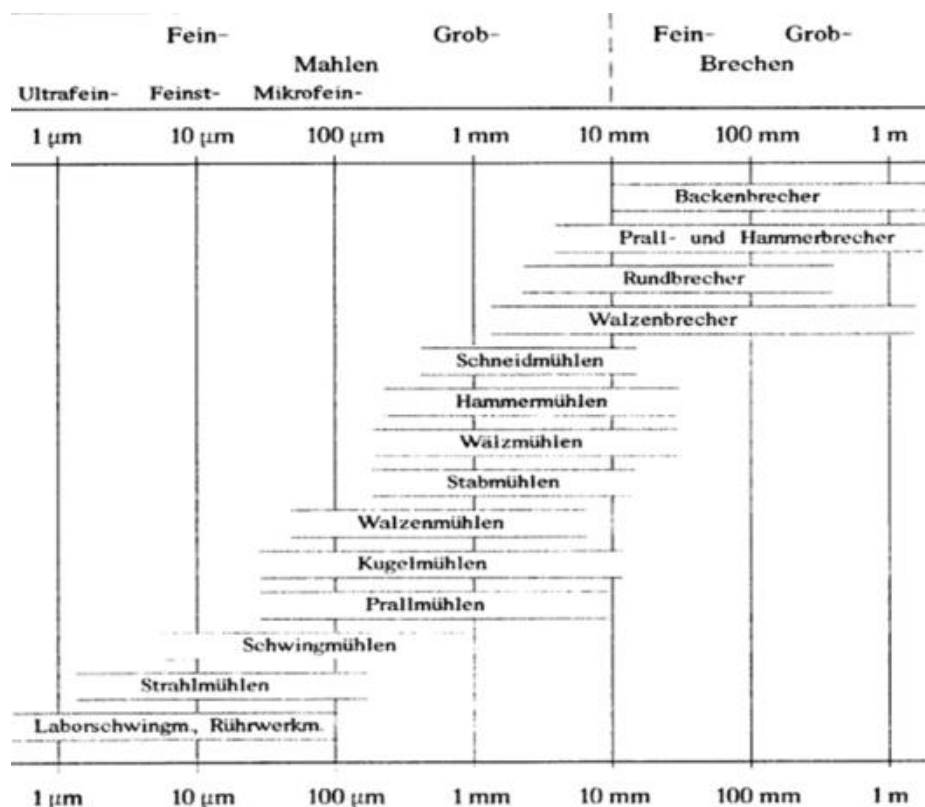 Fein- Grob- Fein- Grob-
Mahlen Brechen
Ultrafein- Feinst- Mikrofein-
1 µm 10 µm 100 µm 1 mm 10 mm 100 mm 1 m
Backenbrecher
Prall- und Hammerbrecher
Rundbrecher
Walzenbrecher
Schneidmühlen
Hammermühlen
Wälzmühlen
Stabmühlen
Walzenmühlen
Kugelmühlen
Prallmühlen
Schwingmühlen
Strahlmühlen
Laborschwingm., Rührwerkm.
1 µm 10 µm 100 µm 1 mm 10 mm 100 mm 1 m